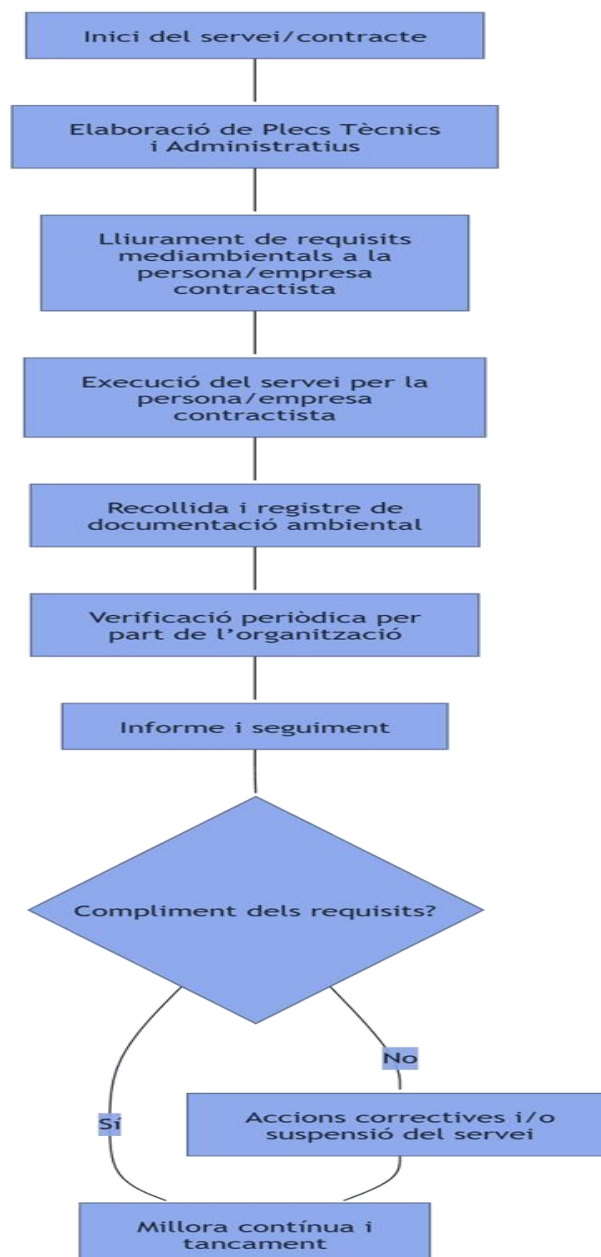 Inici del servei/contracte
Elaboració de Plecs Tècnics
i Administratius
Lliurament de requisits
mediambientals a la
persona/empresa
contractista
Execució del servei per la
persona/empresa
contractista
Recollida i registre de
documentació ambiental
Verificació periòdica per
part de l’organització
Informe i seguiment
Compliment dels requisits?
No
Sí
Accions correctives i/o
suspensió del servei
Millora contínua i
tancament